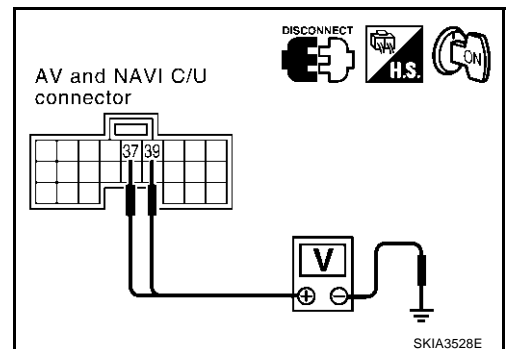 DISCONNECT
H.S.
ON
AV and NAVI C/U
connector
37 39
V
SKIA3528E